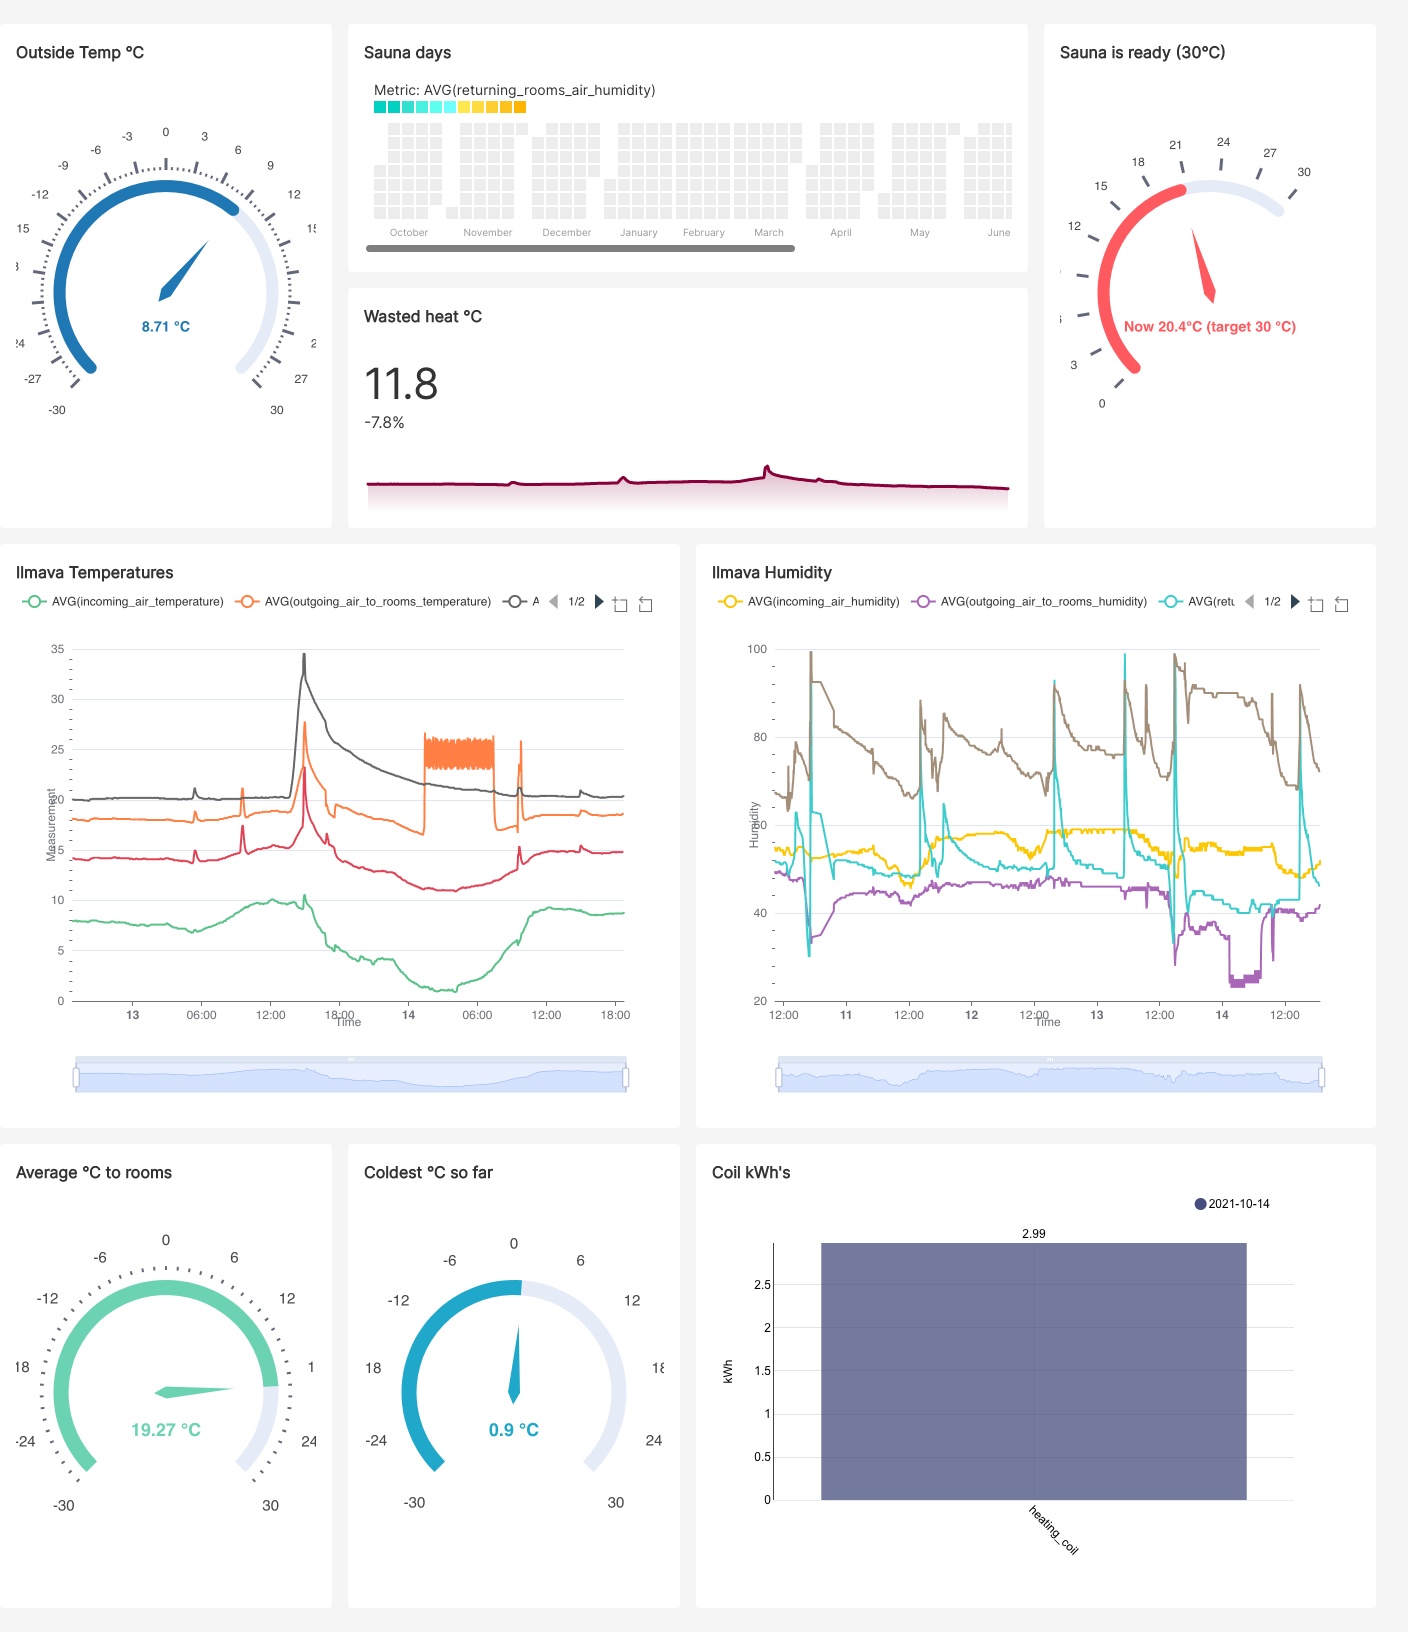 Outside Temp °C
-30
-27
-12
-9
-6
-3
0
3
6
9
12
27
30
8.71 °C
Sauna days
Metric: AVG(returning_rooms_air_humidity)
October November December January February March April May June
Wasted heat °C
11.8
-7.8%
Sauna is ready (30°C)
0
3
12
15
18
21
24
27
30
Now 20.4°C (target 30 °C)
Ilmava Temperatures
AVG(incoming_air_temperature) AVG(outgoing_air_to_rooms_temperature) A 1/2
35
30
25
20
15
10
5
0
Measurement
13 06:00 12:00 18:00 14 06:00 12:00 18:00
Time
Ilmava Humidity
AVG(incoming_air_humidity) AVG(outgoing_air_to_rooms_humidity) AVG(retu 1/2
100
80
60
40
20
Humidity
12:00 11 12:00 12 12:00 13 12:00 14 12:00
Time
Average °C to rooms
-30
-24
18
-12
-6
0
6
12
24
30
19.27 °C
Coldest °C so far
-30
-24
18
-12
-6
0
6
12
24
30
0.9 °C
Coil kWh's
2021-10-14
2.99
2.5
2
1.5
1
0.5
0
kWh
heating_coil